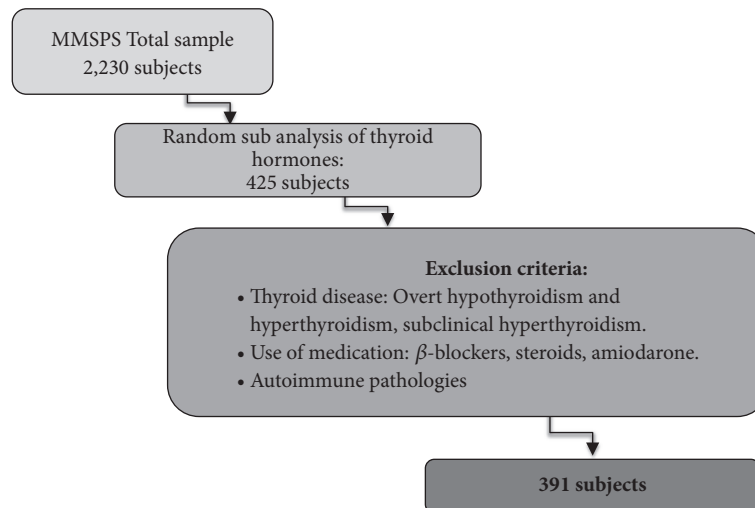 MMSPS Total sample
2,230 subjects
Random sub analysis of thyroid
hormones:
425 subjects
Exclusion criteria:
• Thyroid disease: Overt hypothyroidism and
hyperthyroidism, subclinical hyperthyroidism.
• Use of medication: β-blockers, steroids, amiodarone.
• Autoimmune pathologies
391 subjects